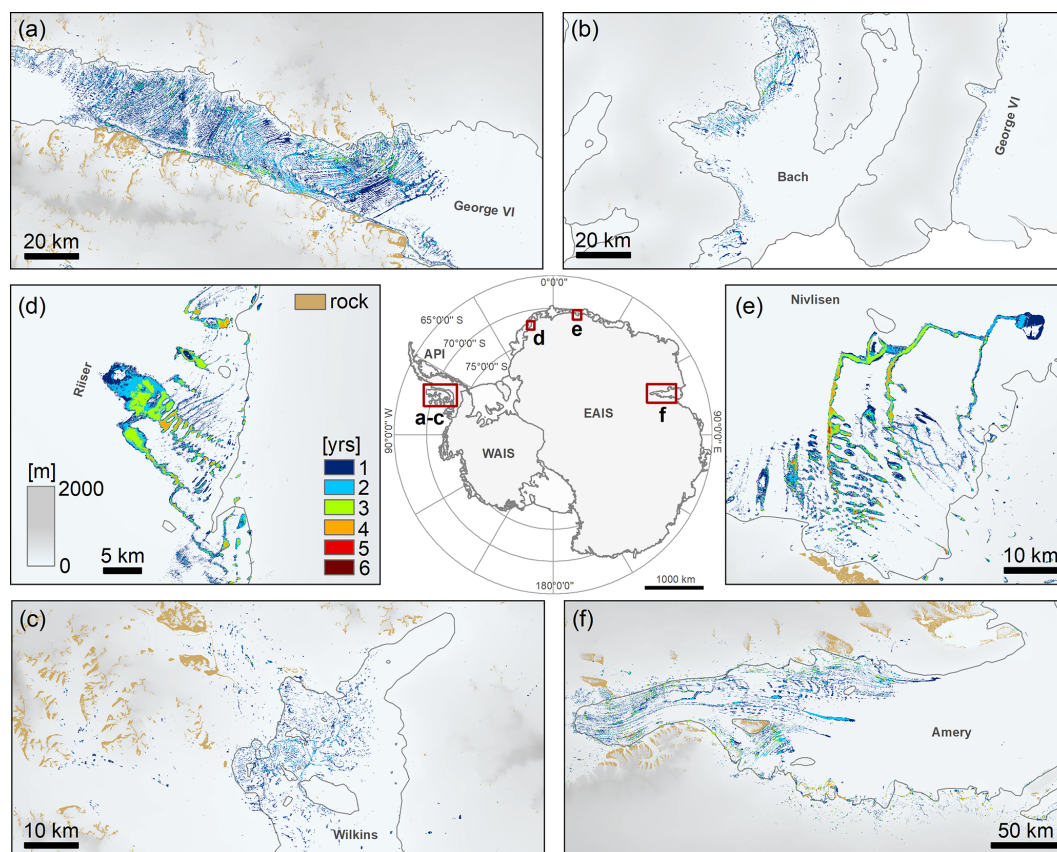 (a)
George VI
20 km
(b)
Bach
George VI
20 km
(d)
rock
Riiser
[yrs]
1
2
3
4
5
6
[m]
2000
0
5 km
0°0'0"
65°0'0" S
70°0'0" S
75°0'0" S
API
d
e
a-c
f
EAIS
WAIS
90°0'0" W
90°0'0" E
180°0'0"
1000 km
(e)
Nivlisen
10 km
(c)
10 km
Wilkins
(f)
Amery
50 km